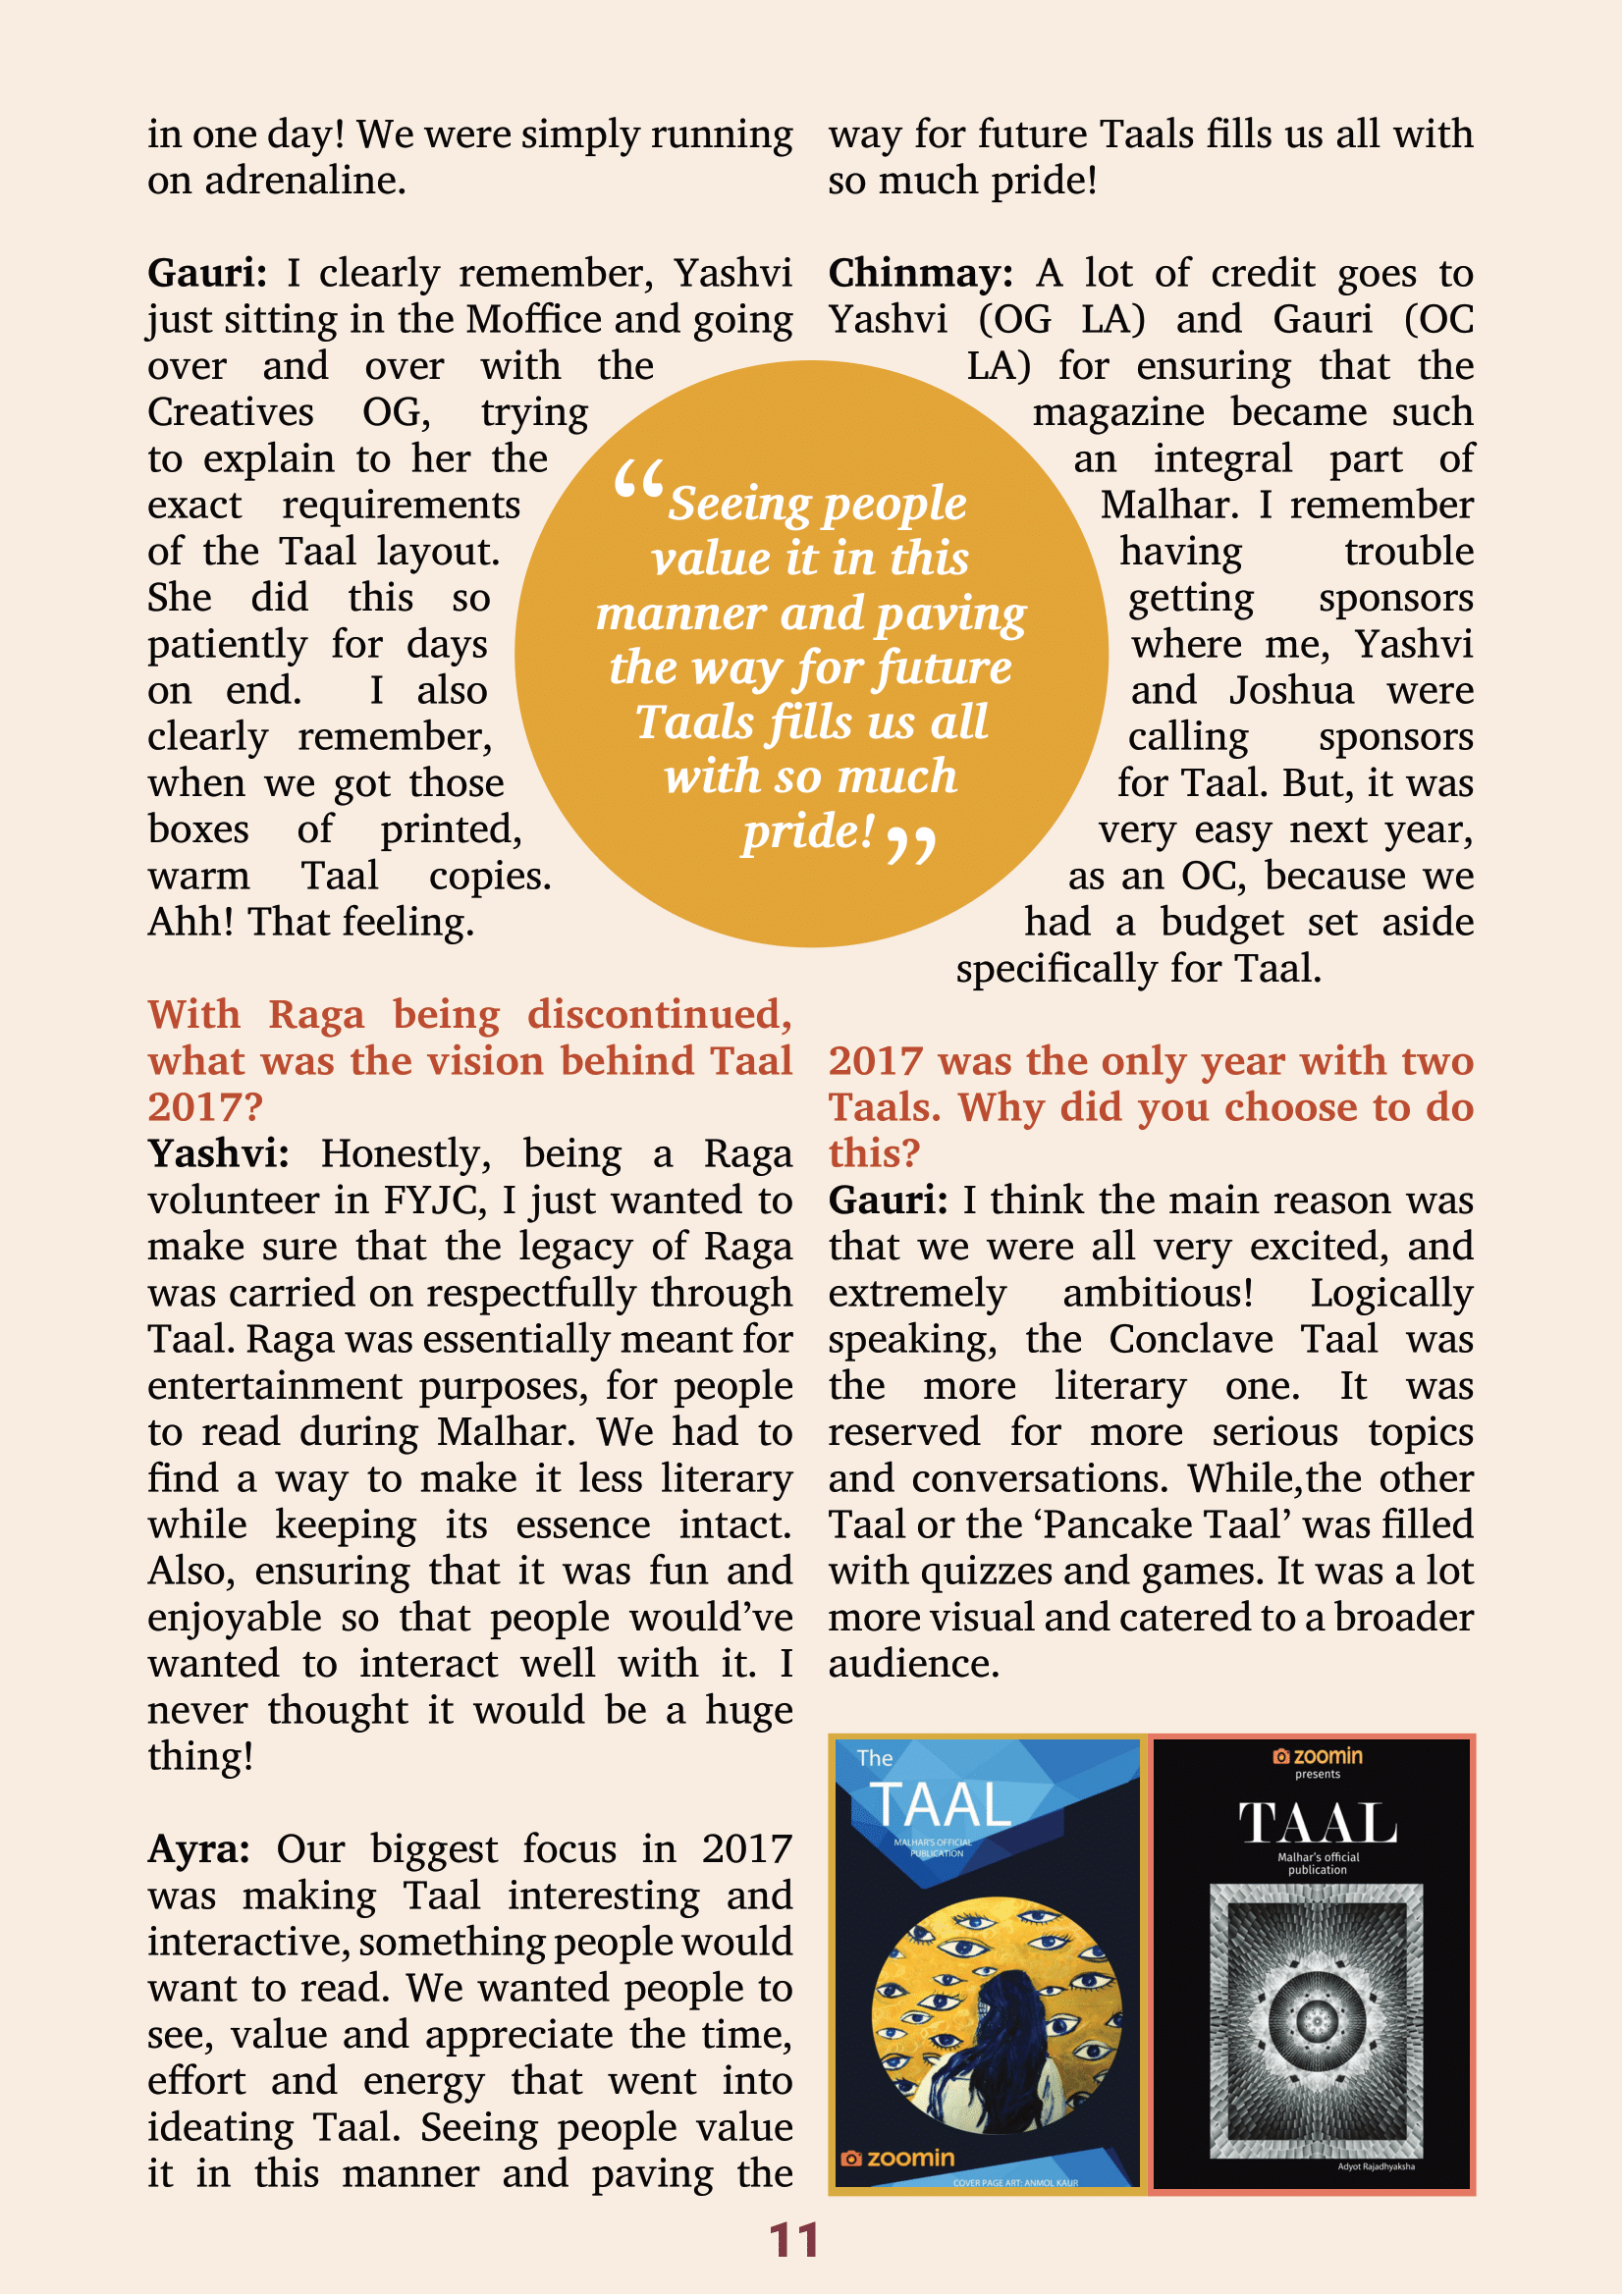 in one day! We were simply running
on adrenaline.
Gauri: I clearly remember, Yashvi
just sitting in the Moffice and going
over and over with the
Creatives OG, trying
to explain to her the
exact requirements
of the Taal layout.
She did this so
patiently for days
on end. I also
clearly remember,
when we got those
boxes of printed,
warm Taal copies.
Ahh! That feeling.
With Raga being discontinued,
what was the vision behind Taal
2017?
Yashvi: Honestly, being a Raga
volunteer in FYJC, I just wanted to
make sure that the legacy of Raga
was carried on respectfully through
Taal. Raga was essentially meant for
entertainment purposes, for people
to read during Malhar. We had to
find a way to make it less literary
while keeping its essence intact.
Also, ensuring that it was fun and
enjoyable so that people would’ve
wanted to interact well with it. I
never thought it would be a huge
thing!
Ayra: Our biggest focus in 2017
was making Taal interesting and
interactive, something people would
want to read. We wanted people to
see, value and appreciate the time,
effort and energy that went into
ideating Taal. Seeing people value
it in this manner and paving the
“Seeing people
value it in this
manner and paving
the way for future
Taals fills us all
with so much
pride!”
way for future Taals fills us all with
so much pride!
Chinmay: A lot of credit goes to
Yashvi (OG LA) and Gauri (OC
LA) for ensuring that the
magazine became such
an integral part of
Malhar. I remember
having trouble
getting sponsors
where me, Yashvi
and Joshua were
calling sponsors
for Taal. But, it was
very easy next year,
as an OC, because we
had a budget set aside
specifically for Taal.
2017 was the only year with two
Taals. Why did you choose to do
this?
Gauri: I think the main reason was
that we were all very excited, and
extremely ambitious! Logically
speaking, the Conclave Taal was
the more literary one. It was
reserved for more serious topics
and conversations. While,the other
Taal or the ‘Pancake Taal’ was filled
with quizzes and games. It was a lot
more visual and catered to a broader
audience.
The
TAAL
MALHAR'S OFFICIAL
PUBLICATION
zoomin
COVER PAGE ART: ANMOL KAUR
zoomin
presents
TAAL
Malhar's official
publication
Adyot Rajadhyaksha
11